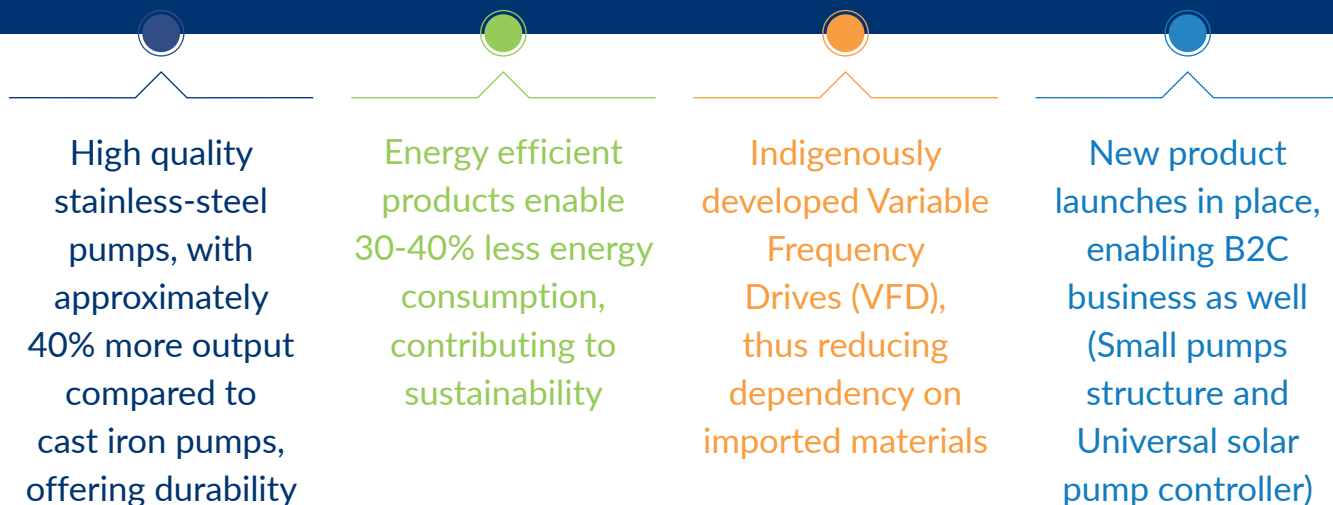 High quality
stainless-steel
pumps, with
approximately
40% more output
compared to
cast iron pumps,
offering durability
Energy efficient
products enable
30-40% less energy
consumption,
contributing to
sustainability
Indigenously
developed Variable
Frequency
Drives (VFD),
thus reducing
dependency on
imported materials
New product
launches in place,
enabling B2C
business as well
(Small pumps
structure and
Universal solar
pump controller)